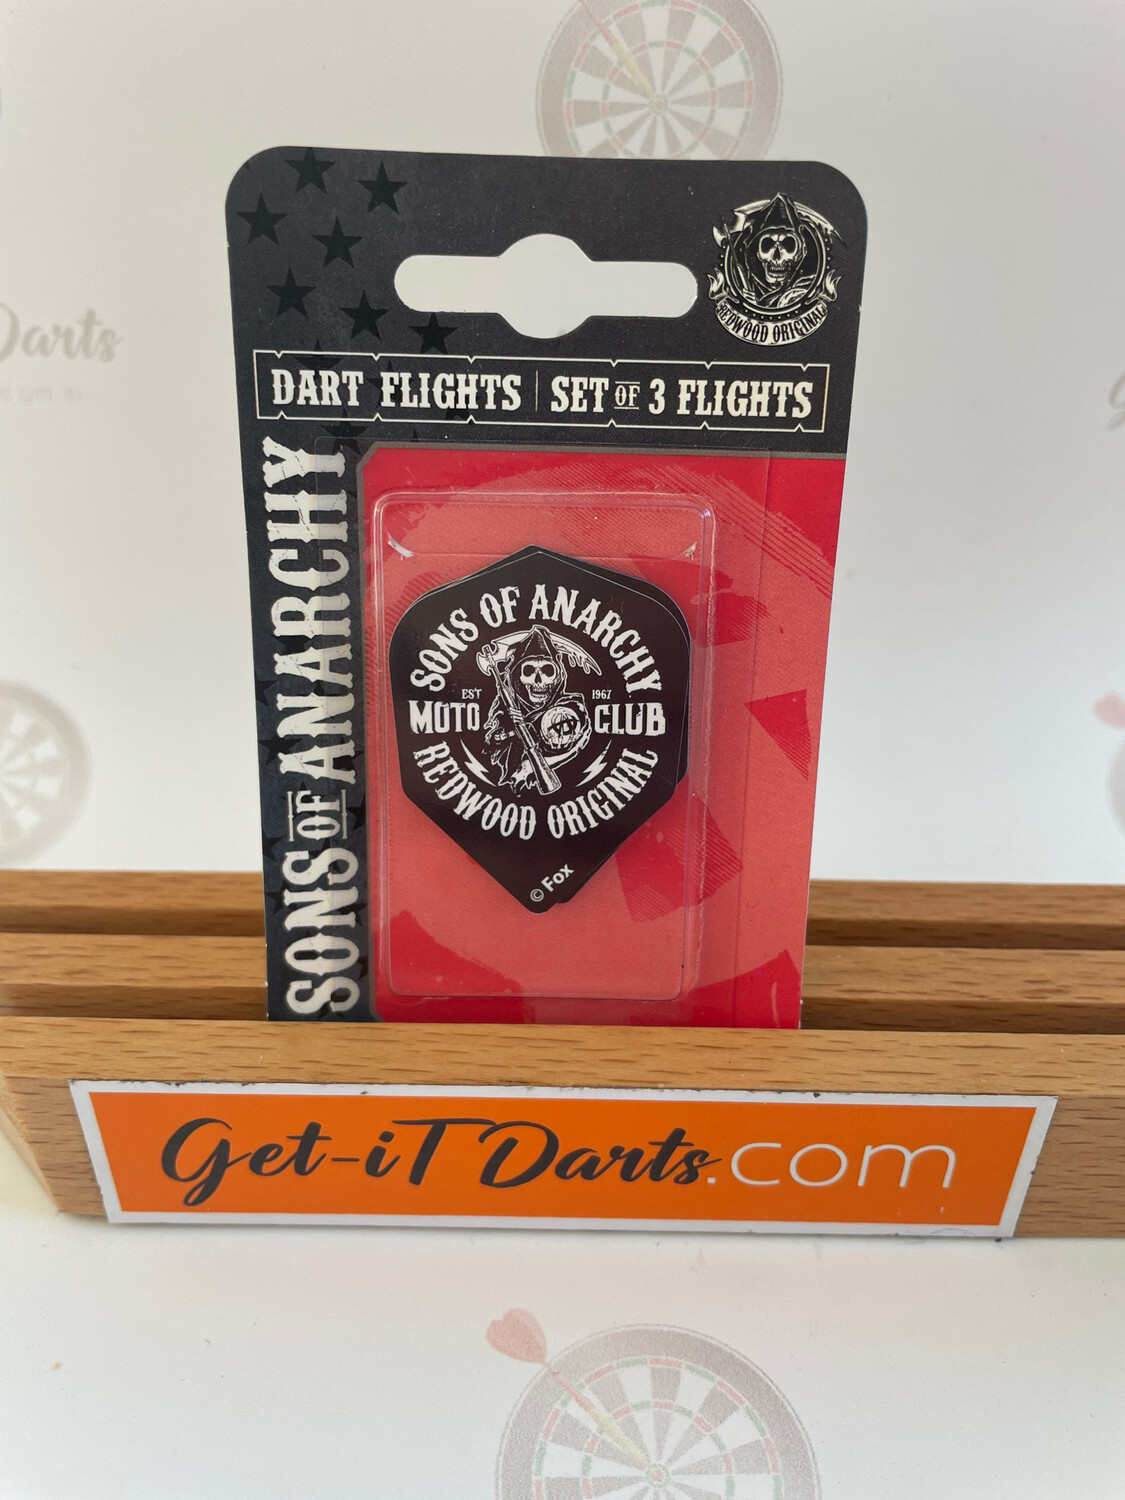 REDWOOD ORIGINAL
DART FLIGHTS | SET OF 3 FLIGHTS
SONS OF ANARCHY
SONS OF ANARCHY
EST 1967
MOTO CLUB
REDWOOD ORIGINAL
© Fox
Darts
Get-iT Darts.com